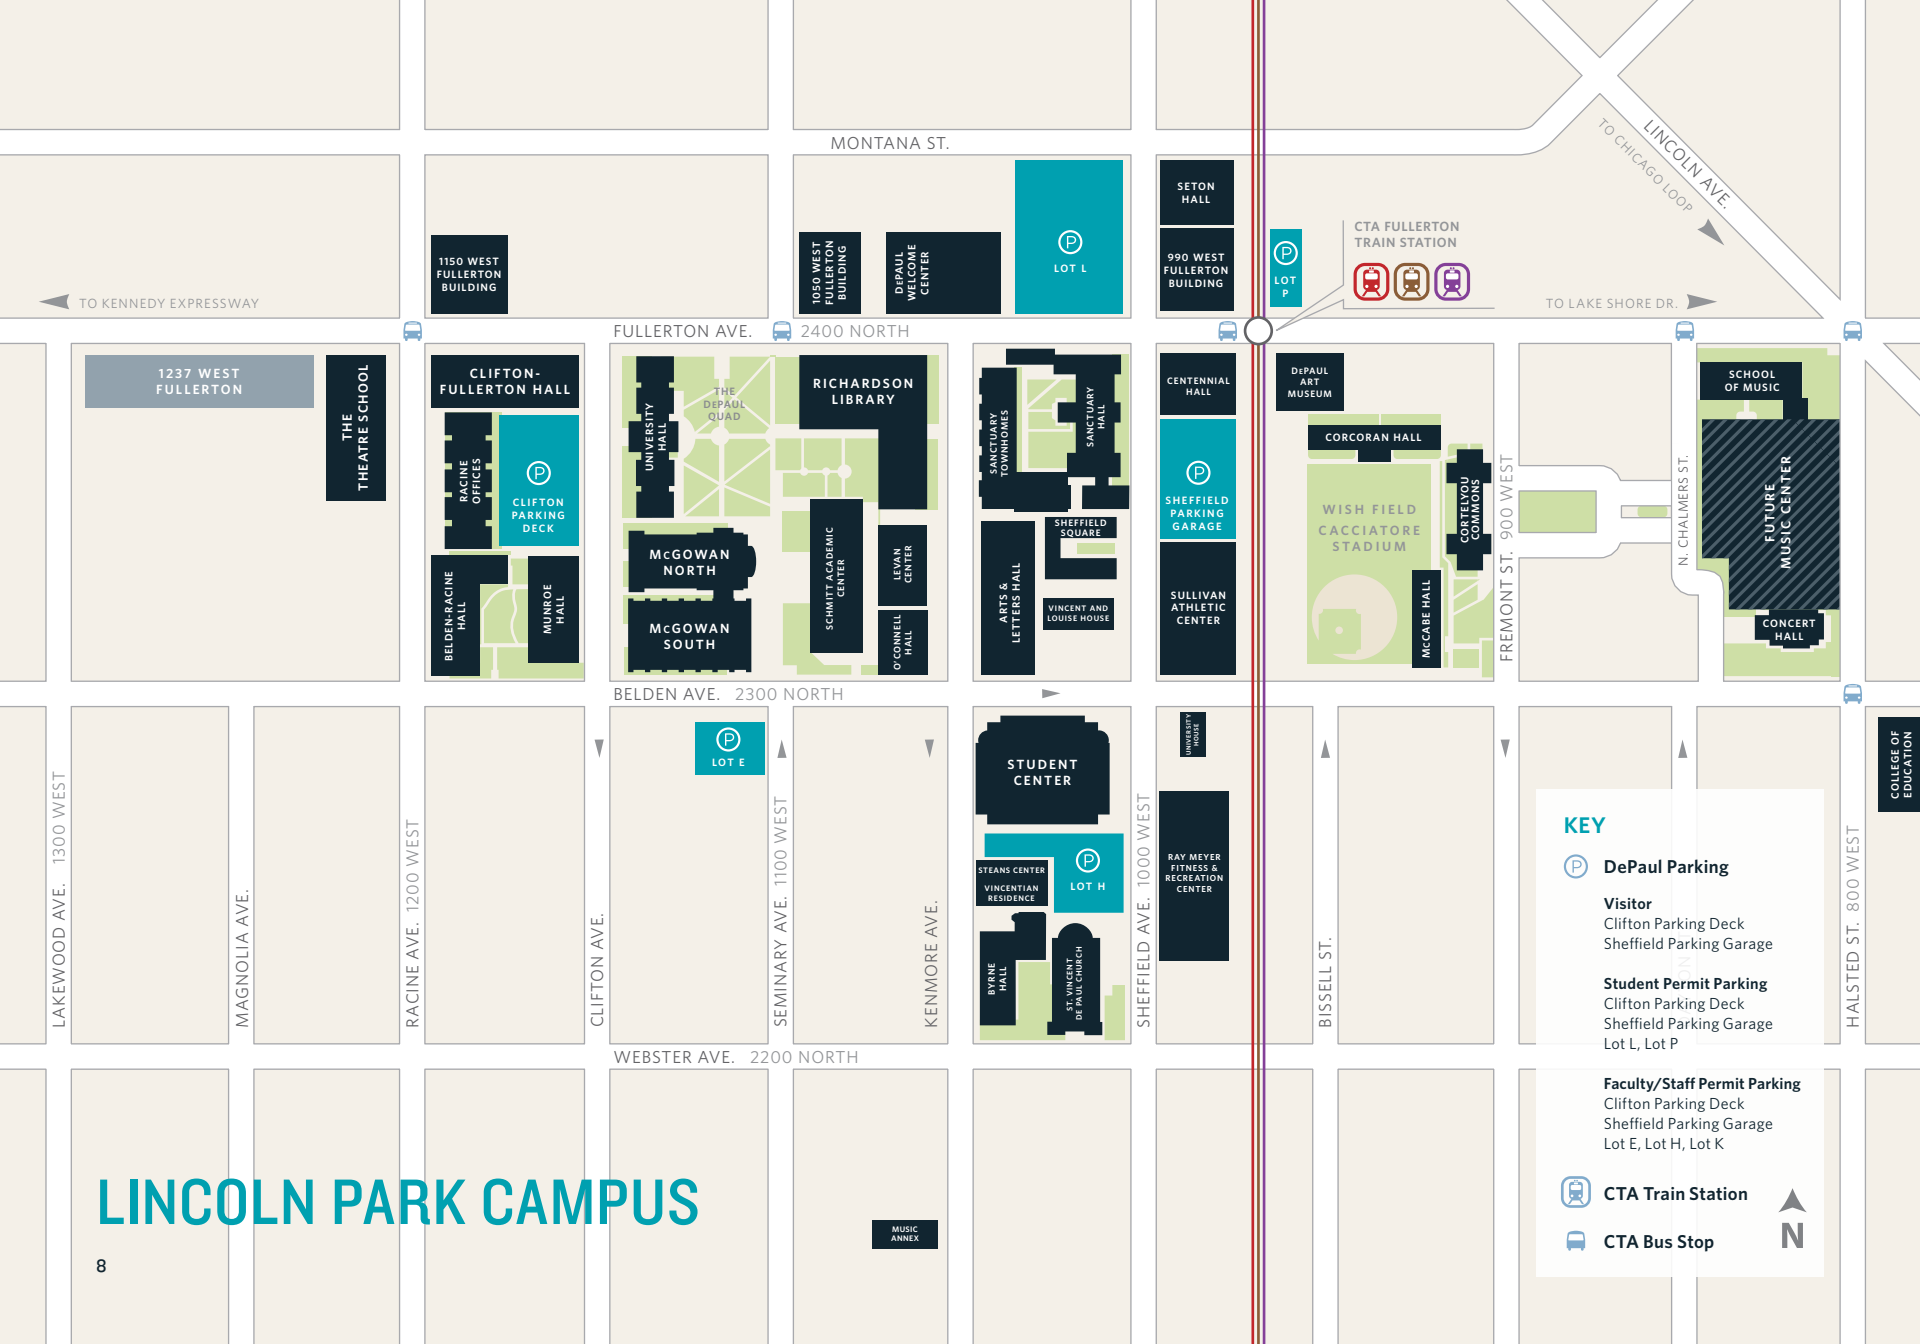 MONTANA ST.
LINCOLN AVE.
TO CHICAGO LOOP
SETON
HALL
LOT L
CTA FULLERTON
TRAIN STATION
1150 WEST
FULLERTON
BUILDING
1050 WEST
FULLERTON
BUILDING
DePAUL
WELCOME
CENTER
990 WEST
FULLERTON
BUILDING
LOT
P
TO KENNEDY EXPRESSWAY
TO LAKE SHORE DR.
FULLERTON AVE. 2400 NORTH
1237 WEST
FULLERTON
THE
THEATRE SCHOOL
CLIFTON-
FULLERTON HALL
RACINE
OFFICES
CLIFTON
PARKING
DECK
BELDEN-RACINE
HALL
MUNROE
HALL
UNIVERSITY
HALL
THE
DePAUL
QUAD
RICHARDSON
LIBRARY
McGOWAN
NORTH
McGOWAN
SOUTH
SCHMITT ACADEMIC
CENTER
LEVAN
CENTER
O'CONNELL
HALL
SANCTUARY
TOWNHOMES
SANCTUARY
HALL
SHEFFIELD
SQUARE
ARTS &
LETTERS HALL
VINCENT AND
LOUISE HOUSE
CENTENNIAL
HALL
SHEFFIELD
PARKING
GARAGE
SULLIVAN
ATHLETIC
CENTER
DePAUL
ART
MUSEUM
CORCORAN HALL
WISH FIELD
CACCIATORE
STADIUM
CORTELYOU
COMMONS
McCABE HALL
FREMONT ST. 900 WEST
N. CHALMERS ST.
SCHOOL
OF MUSIC
FUTURE
MUSIC CENTER
CONCERT
HALL
BELDEN AVE. 2300 NORTH
LOT E
STUDENT
CENTER
UNIVERSITY
HOUSE
COLLEGE OF
EDUCATION
STEANS CENTER
VINCENTIAN
RESIDENCE
LOT H
RAY MEYER
FITNESS &
RECREATION
CENTER
BYRNE
HALL
ST. VINCENT
DE PAUL CHURCH
LAKEWOOD AVE. 1300 WEST
MAGNOLIA AVE.
RACINE AVE. 1200 WEST
CLIFTON AVE.
SEMINARY AVE. 1100 WEST
KENMORE AVE.
SHEFFIELD AVE. 1000 WEST
BISSELL ST.
HALSTED ST. 800 WEST
WEBSTER AVE. 2200 NORTH
MUSIC
ANNEX
LINCOLN PARK CAMPUS
8
KEY
P DePaul Parking
Visitor
Clifton Parking Deck
Sheffield Parking Garage
Student Permit Parking
Clifton Parking Deck
Sheffield Parking Garage
Lot L, Lot P
Faculty/Staff Permit Parking
Clifton Parking Deck
Sheffield Parking Garage
Lot E, Lot H, Lot K
CTA Train Station
CTA Bus Stop
N